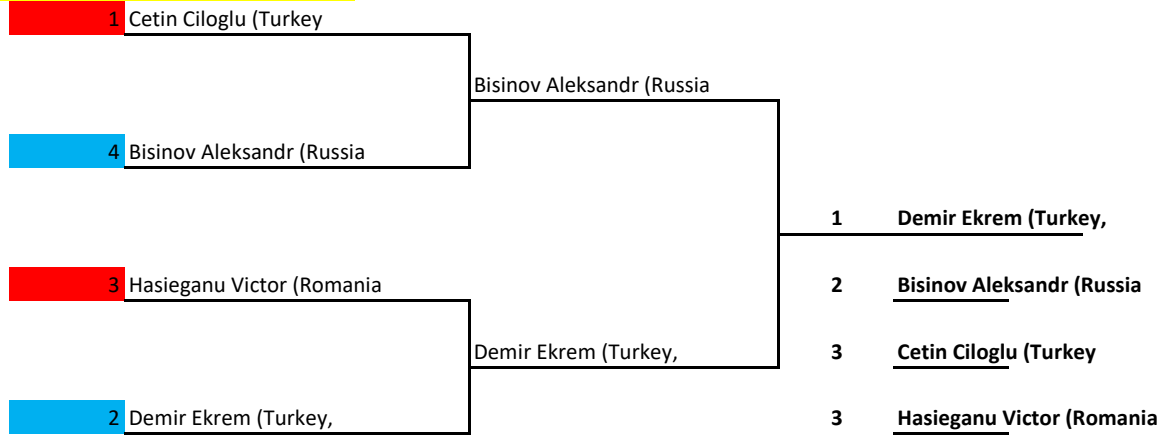 1 Cetin Ciloglu (Turkey
Bisinov Aleksandr (Russia
4 Bisinov Aleksandr (Russia
1 Demir Ekrem (Turkey,
3 Hasieganu Victor (Romania
2 Bisinov Aleksandr (Russia
Demir Ekrem (Turkey,
3 Cetin Ciloglu (Turkey
2 Demir Ekrem (Turkey,
3 Hasieganu Victor (Romania